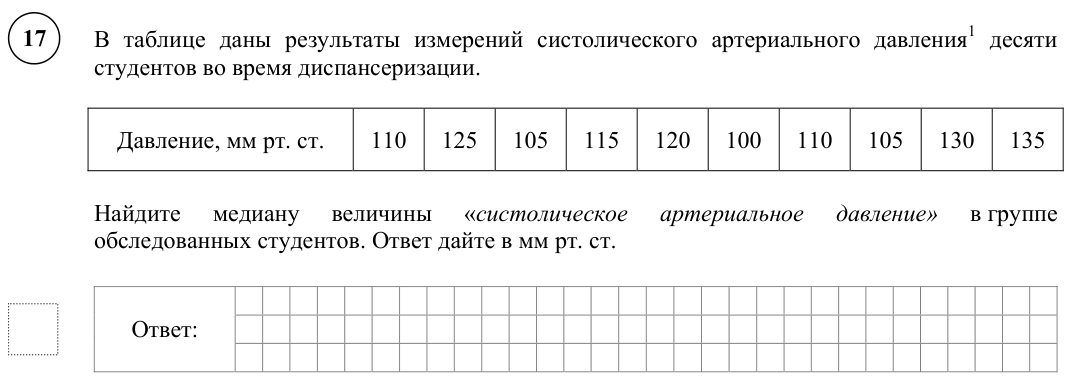 17
В таблице даны результаты измерений систолического артериального давления¹ десяти
студентов во время диспансеризации.
Давление, мм рт. ст. 110 125 105 115 120 100 110 105 130 135
Найдите медиану величины «систолическое артериальное давление» в группе
обследованных студентов. Ответ дайте в мм рт. ст.
Ответ: